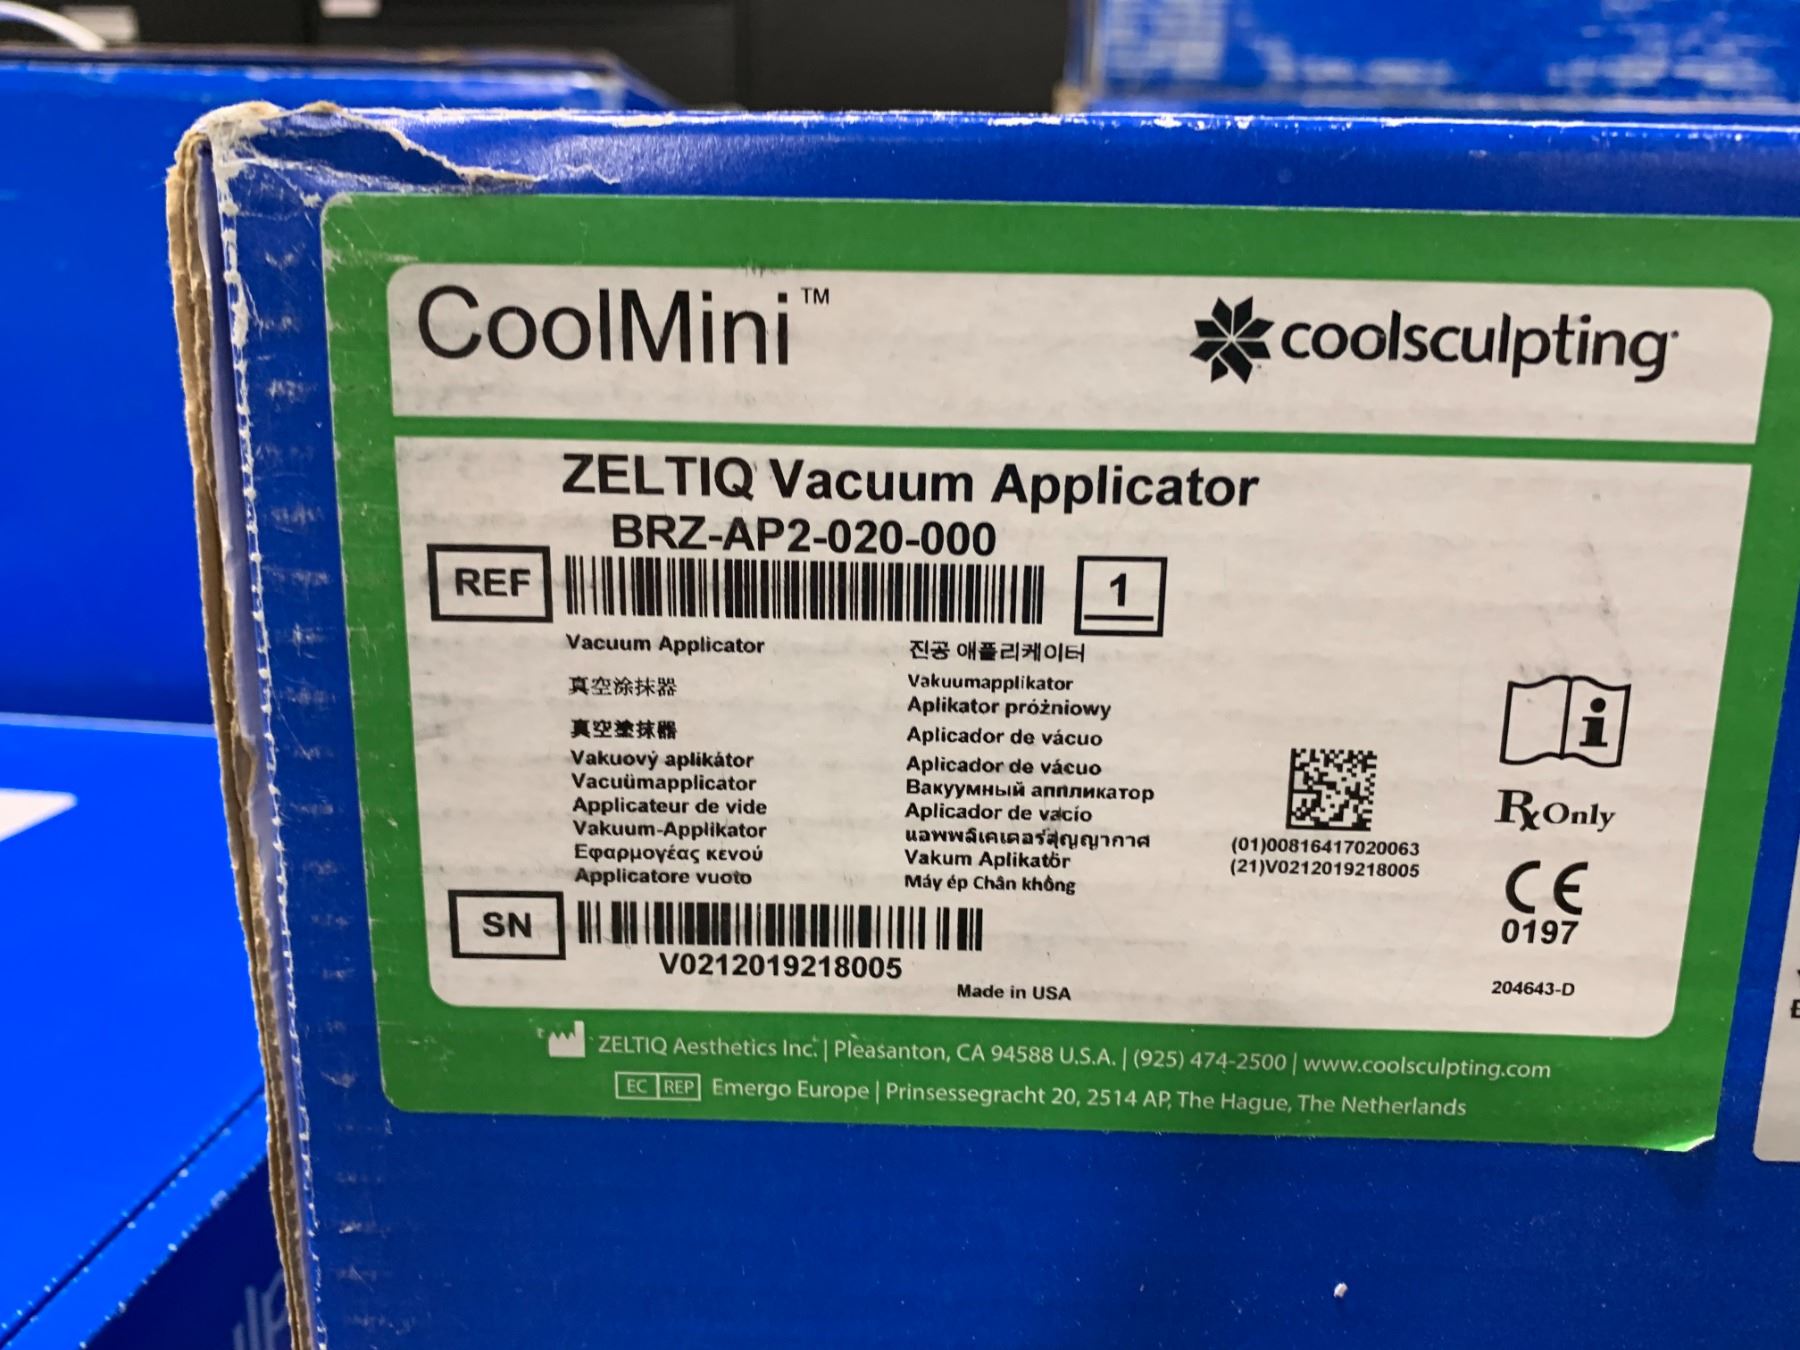 CoolMini™
coolsculpting
ZELTIQ Vacuum Applicator
BRZ-AP2-020-000
REF
1
Vacuum Applicator
真空涂抹器
真空塗抹器
Vakuový aplikátor
Vacuümapplicator
Applicateur de vide
Vakuum-Applikator
Εφαρμογέας κενού
Applicatore vuoto
진공 애플리케이터
Vakuumapplikator
Aplikator próżniowy
Aplicador de vácuo
Aplicador de vácuo
Вакуумный аппликатор
Aplicador de vacío
แอพพลิเคเตอร์สุญญากาศ
Vakum Aplikatör
Máy ép Chân không
(01)00816417020063
(21)V0212019218005
i
Rx Only
CE
0197
SN
V0212019218005
Made in USA
204643-D
ZELTIQ Aesthetics Inc. | Pleasanton, CA 94588 U.S.A. | (925) 474-2500 | www.coolsculpting.com
EC REP Emergo Europe | Prinsessegracht 20, 2514 AP, The Hague, The Netherlands